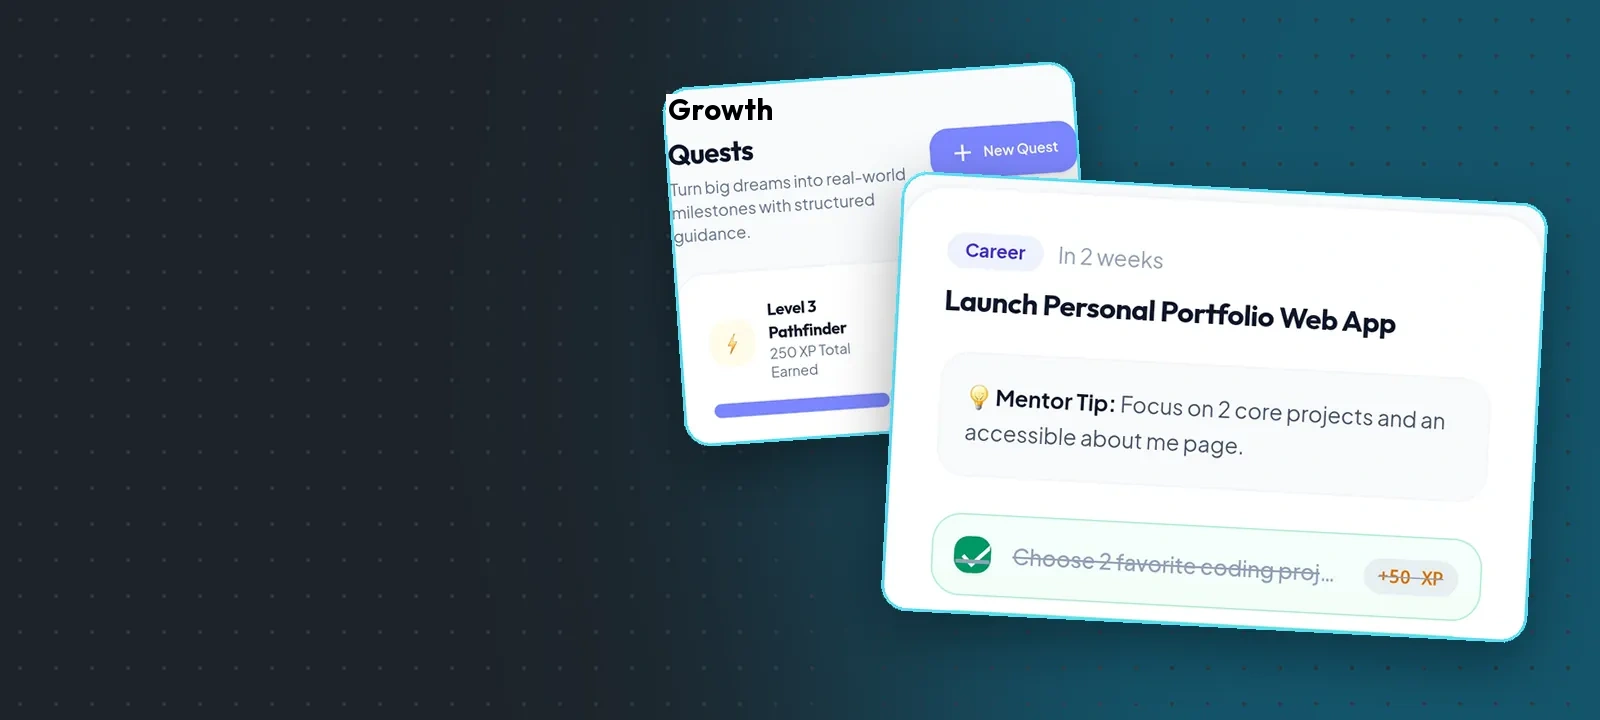 Growth
Quests
Turn big dreams into real-world
milestones with structured
guidance.
+ New Quest
Level 3
Pathfinder
250 XP Total
Earned
Career
In 2 weeks
Launch Personal Portfolio Web App
💡 Mentor Tip: Focus on 2 core projects and an
accessible about me page.
Choose 2 favorite coding proj...
+50 XP